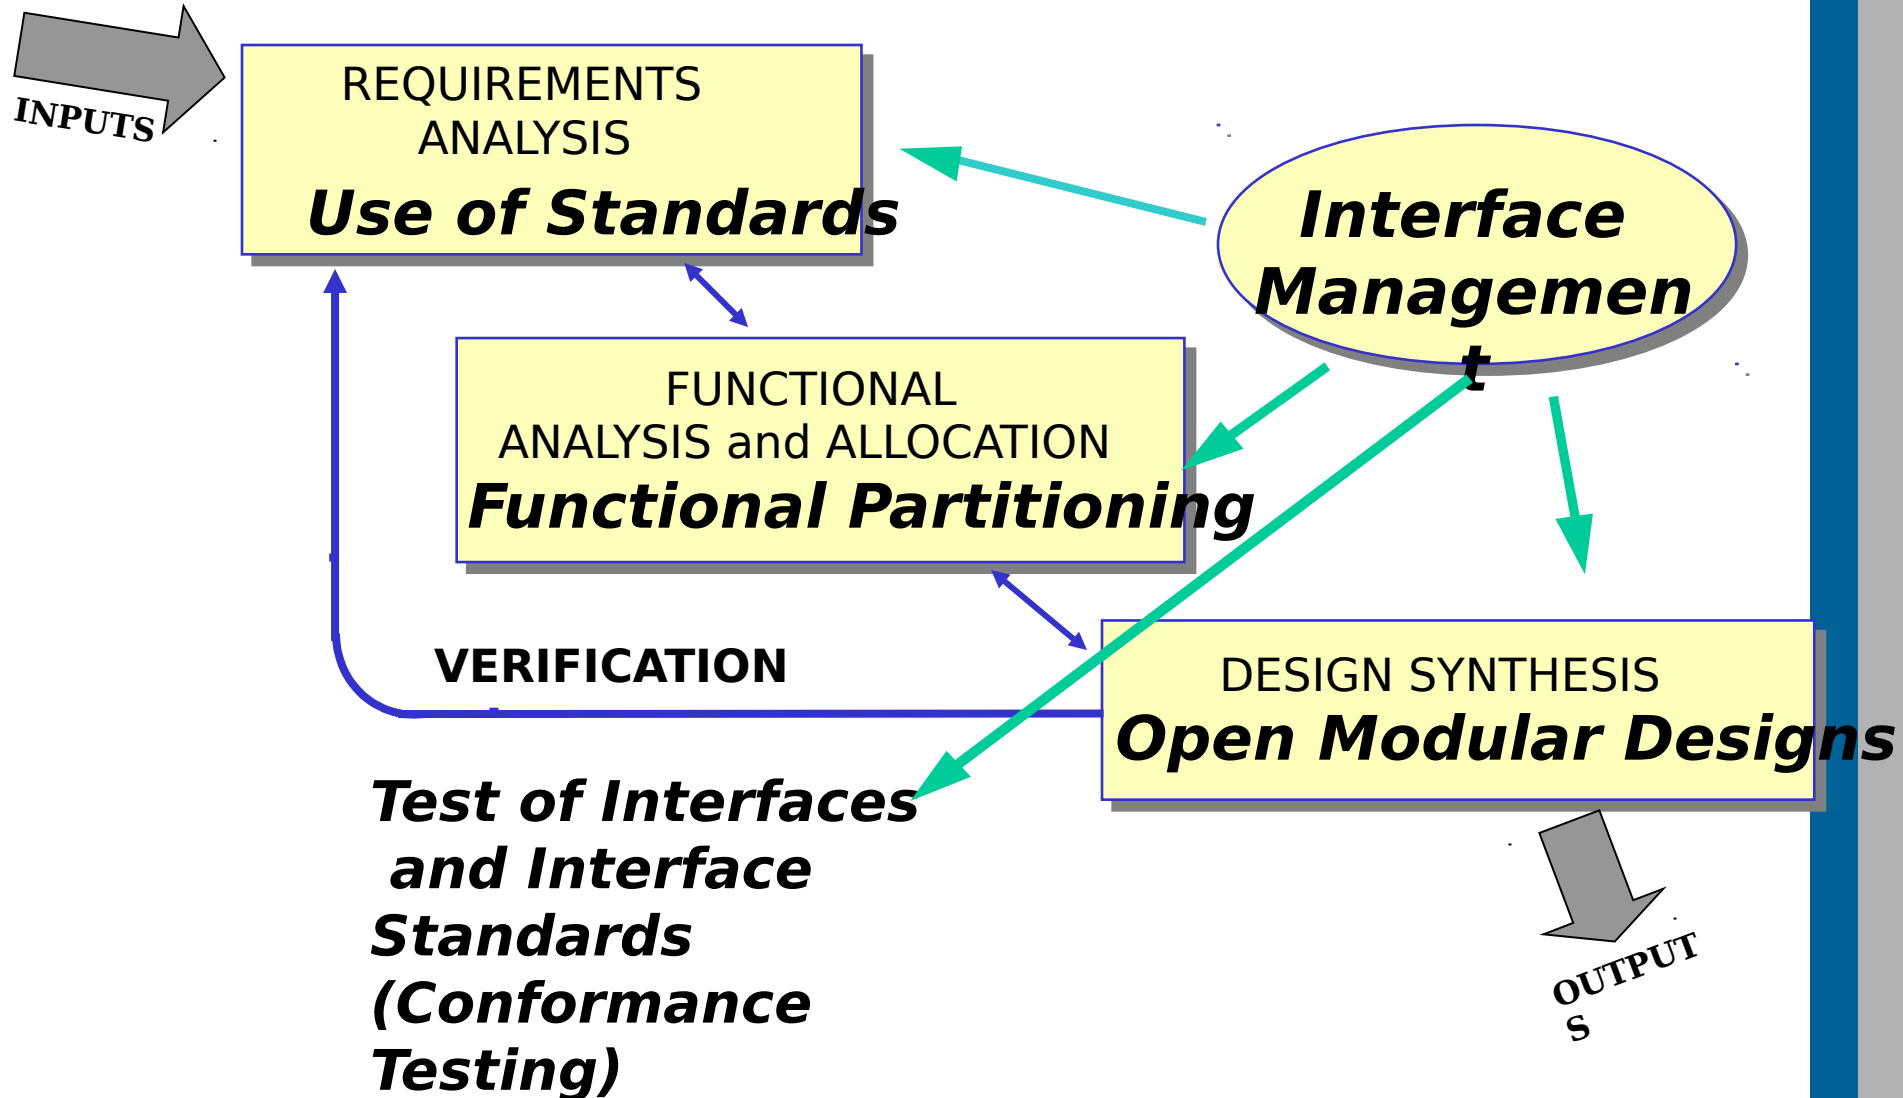 INPUTS
REQUIREMENTS
ANALYSIS
Use of Standards
Interface
Managemen
t
FUNCTIONAL
ANALYSIS and ALLOCATION
Functional Partitioning
VERIFICATION
DESIGN SYNTHESIS
Open Modular Designs
Test of Interfaces
and Interface
Standards
(Conformance
Testing)
OUTPUT
S